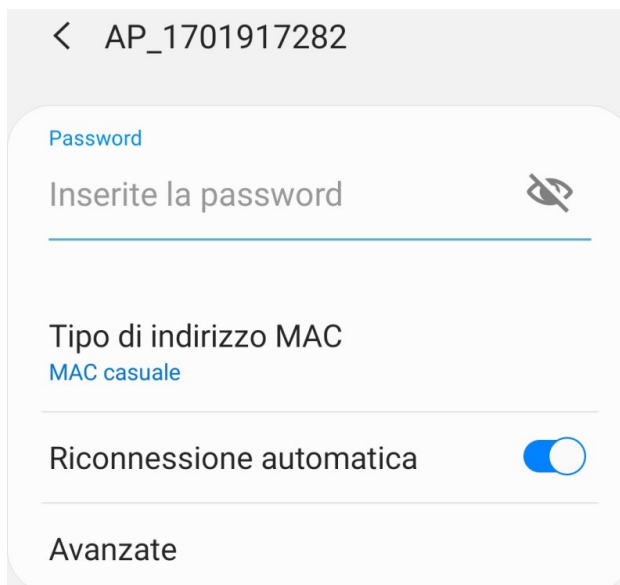 AP_1701917282
Password
Inserite la password
Tipo di indirizzo MAC
MAC casuale
Riconnessione automatica
Avanzate